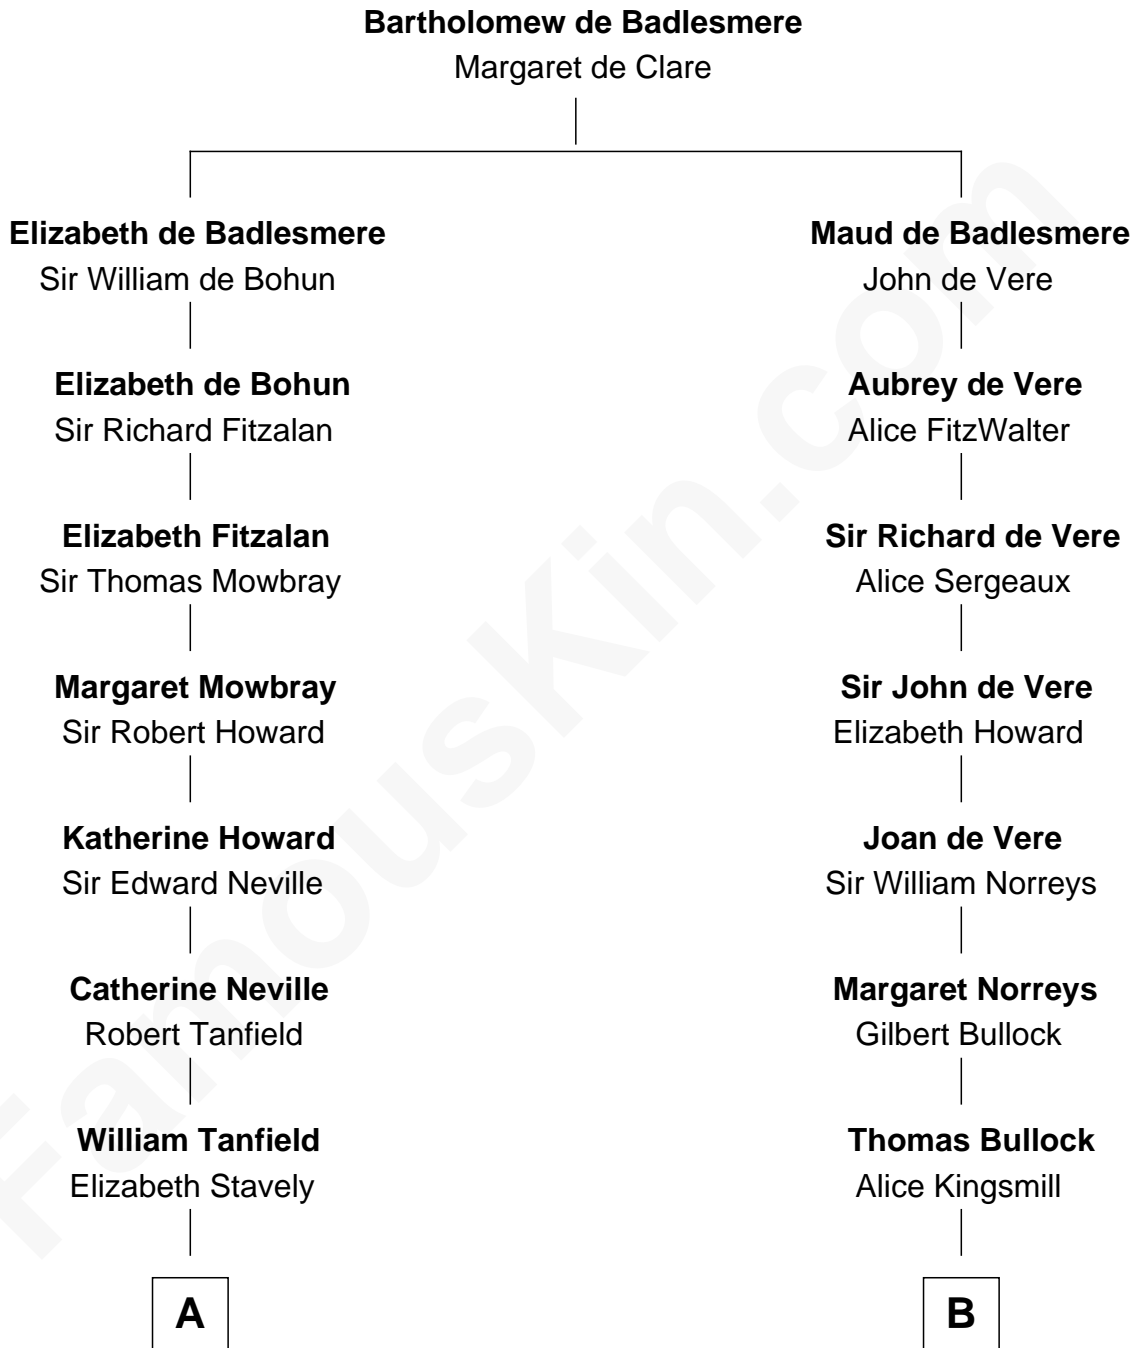 Bartholomew de Badlesmere
Margaret de Clare
Elizabeth de Badlesmere
Sir William de Bohun
Maud de Badlesmere
John de Vere
Elizabeth de Bohun
Sir Richard Fitzalan
Aubrey de Vere
Alice FitzWalter
Elizabeth Fitzalan
Sir Thomas Mowbray
Sir Richard de Vere
Alice Sergeaux
Margaret Mowbray
Sir Robert Howard
Sir John de Vere
Elizabeth Howard
Katherine Howard
Sir Edward Neville
Joan de Vere
Sir William Norreys
Catherine Neville
Robert Tanfield
Margaret Norreys
Gilbert Bullock
William Tanfield
Elizabeth Stavely
Thomas Bullock
Alice Kingsmill
A
B
FamousKin.com